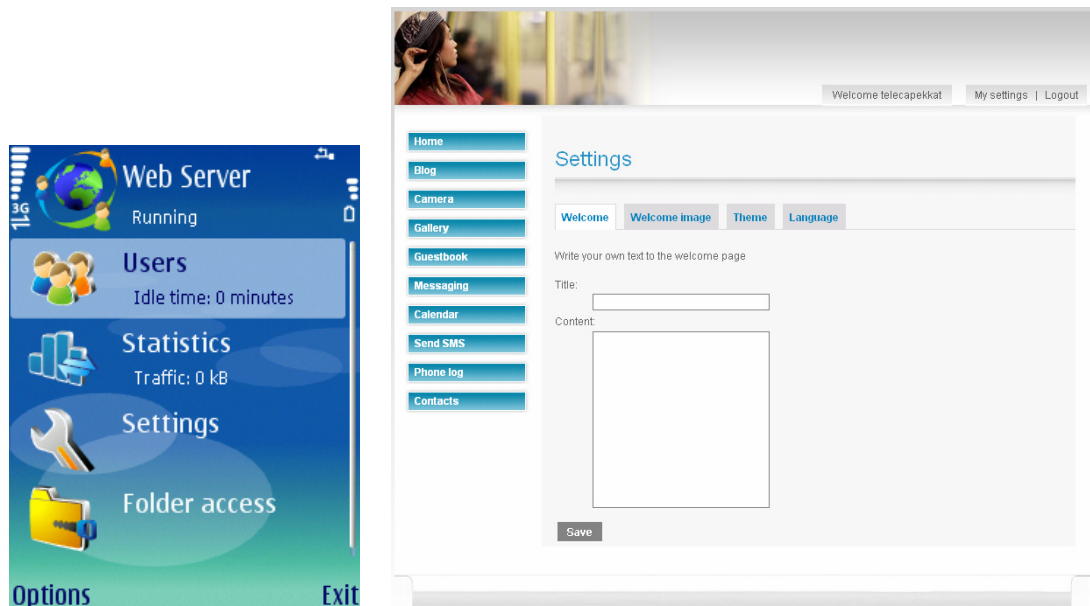 Web Server
Running
3G
Users
Idle time: 0 minutes
Statistics
Traffic: 0 kB
Settings
Folder access
Options Exit
Welcome telecapekkat My settings | Logout
Home
Blog
Camera
Gallery
Guestbook
Messaging
Calendar
Send SMS
Phone log
Contacts
Settings
Welcome Welcome image Theme Language
Write your own text to the welcome page
Title:
Content:
Save